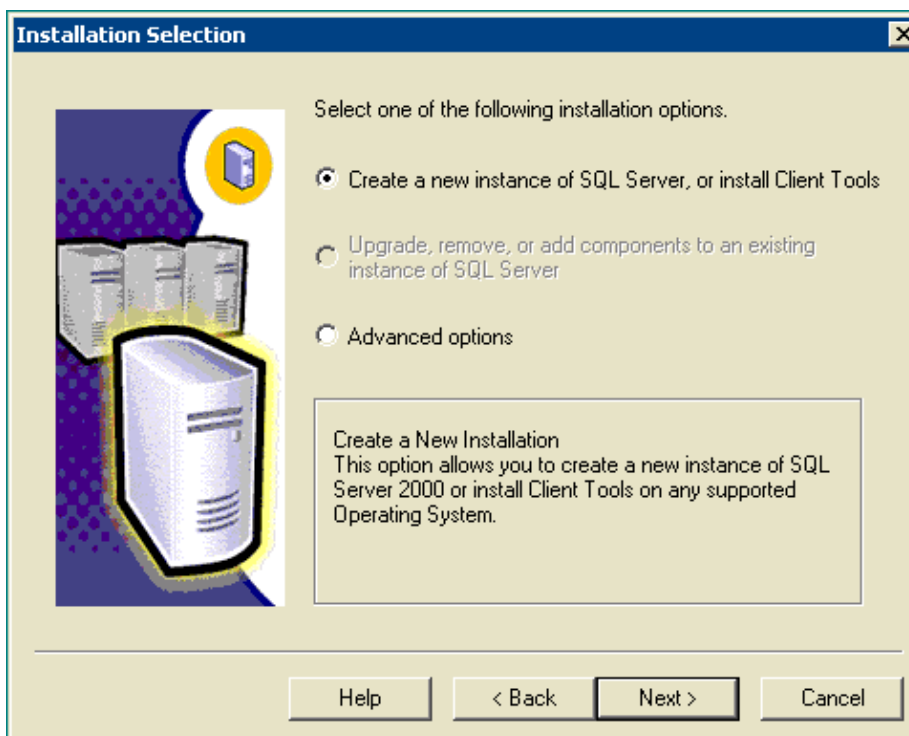 Installation Selection
Select one of the following installation options.
Create a new instance of SQL Server, or install Client Tools
Upgrade, remove, or add components to an existing
instance of SQL Server
Advanced options
Create a New Installation
This option allows you to create a new instance of SQL
Server 2000 or install Client Tools on any supported
Operating System.
Help
< Back
Next >
Cancel